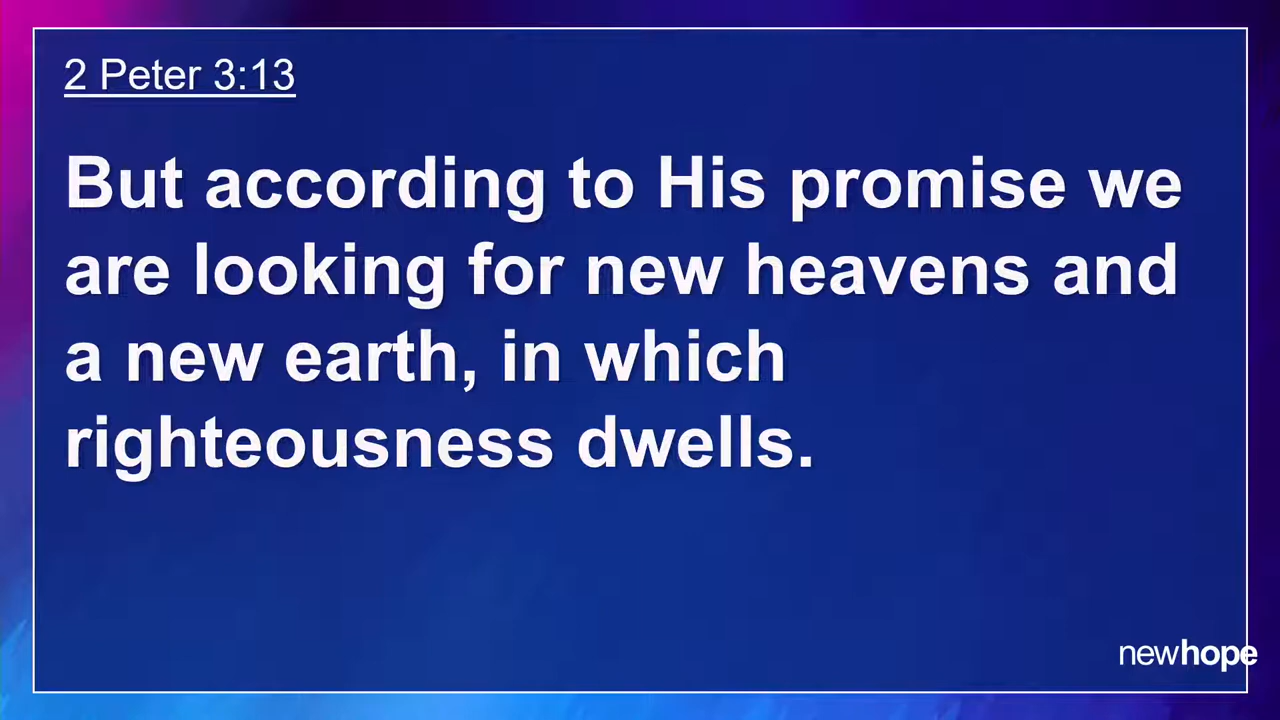 2 Peter 3:13
But according to His promise we
are looking for new heavens and
a new earth, in which
righteousness dwells.
newhope